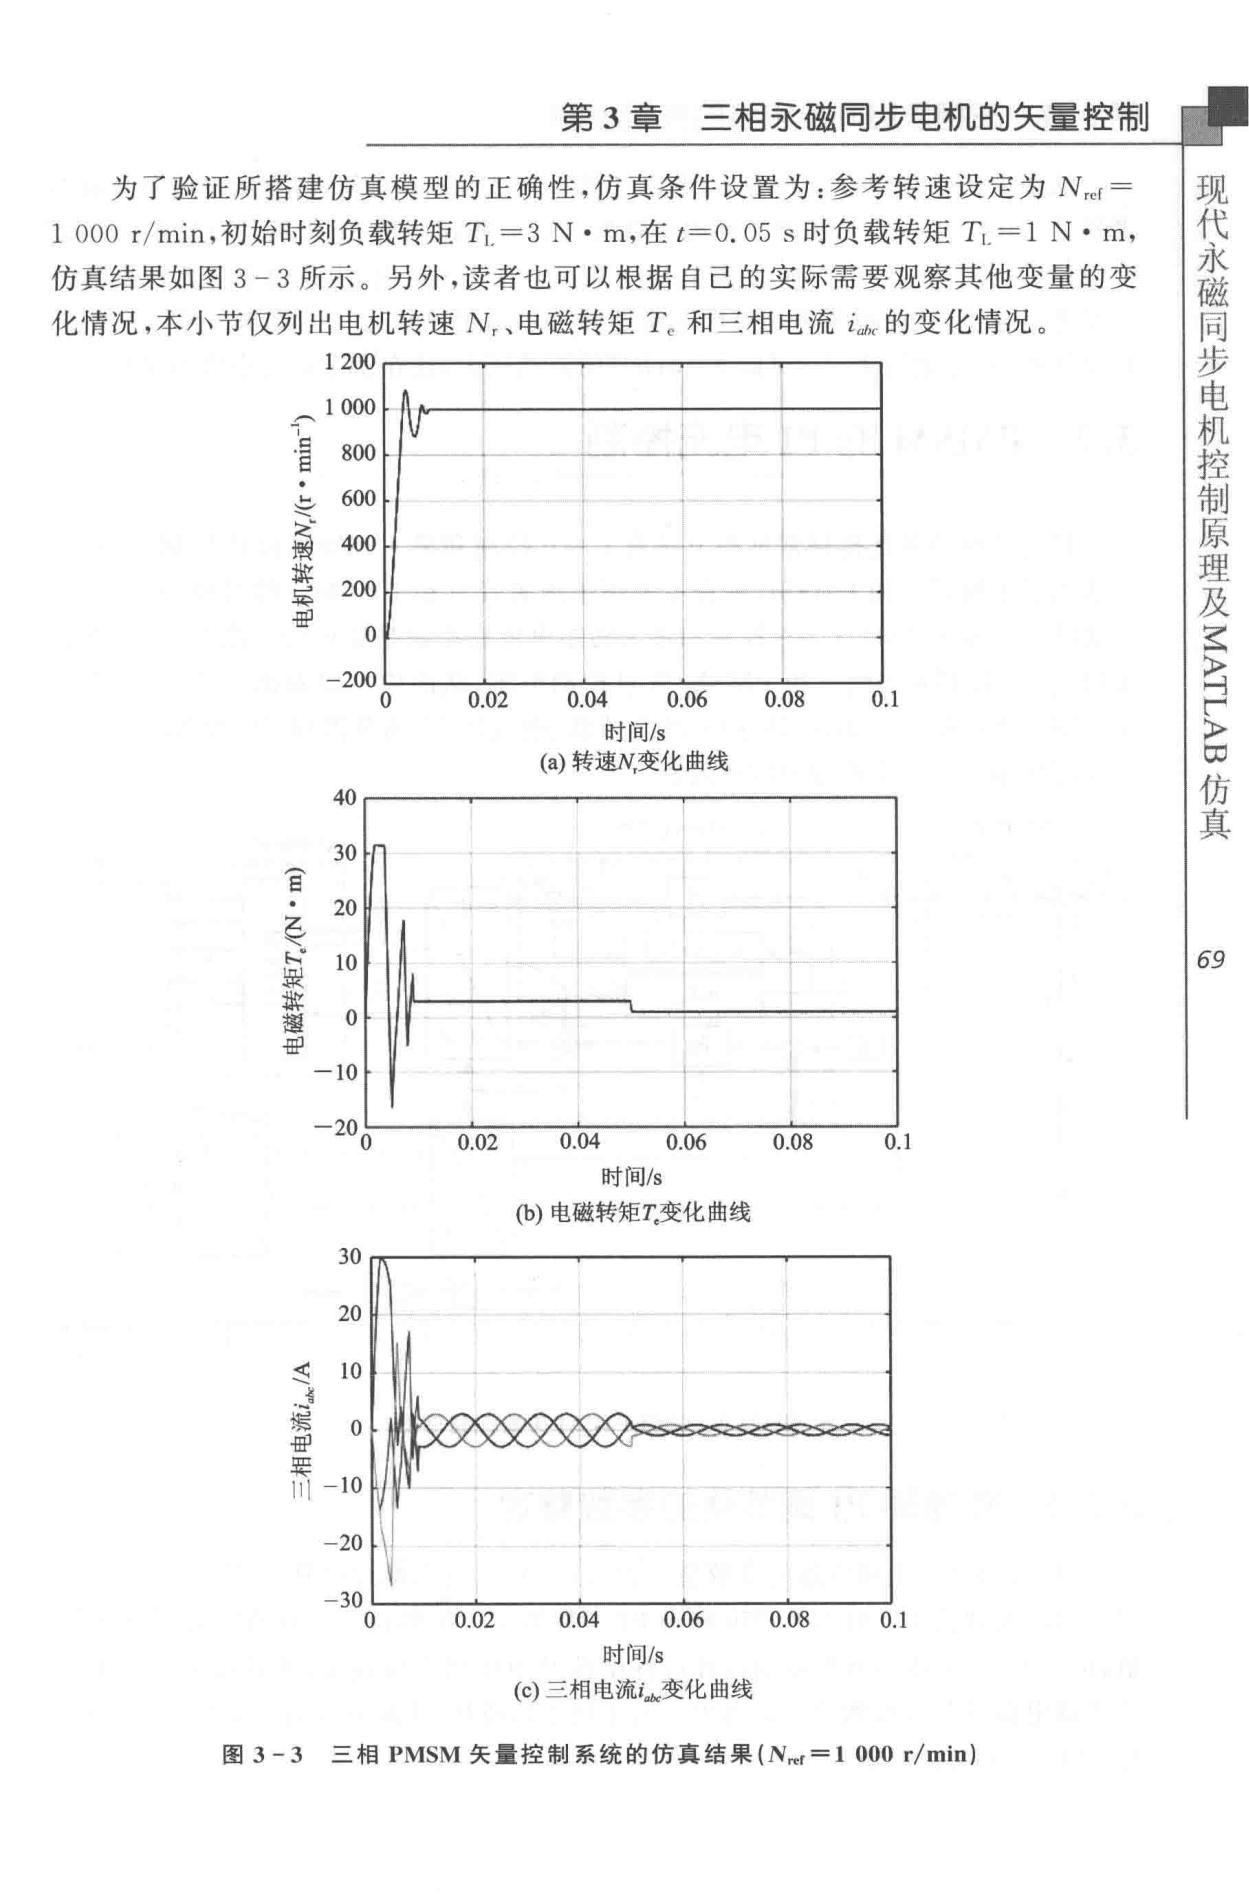 第 3 章 三相永磁同步电机的矢量控制
为了验证所搭建仿真模型的正确性,仿真条件设置为:参考转速设定为 Nref =
1 000 r/min,初始时刻负载转矩 TL=3 N·m,在 t=0.05 s 时负载转矩 TL=1 N·m,
仿真结果如图 3-3 所示。另外,读者也可以根据自己的实际需要观察其他变量的变
化情况,本小节仅列出电机转速 Nr、电磁转矩 Te 和三相电流 iabc 的变化情况。
电机转速Nr/(r·min⁻¹)
1 200
1 000
800
600
400
200
0
-200
0 0.02 0.04 0.06 0.08 0.1
时间/s
(a) 转速Nr变化曲线
电磁转矩Te/(N·m)
40
30
20
10
0
-10
-20
0 0.02 0.04 0.06 0.08 0.1
时间/s
(b) 电磁转矩Te变化曲线
三相电流iabc/A
30
20
10
0
-10
-20
-30
0 0.02 0.04 0.06 0.08 0.1
时间/s
(c) 三相电流iabc变化曲线
图 3-3 三相 PMSM 矢量控制系统的仿真结果(Nref=1 000 r/min)
现代永磁同步电机控制原理及MATLAB仿真
69